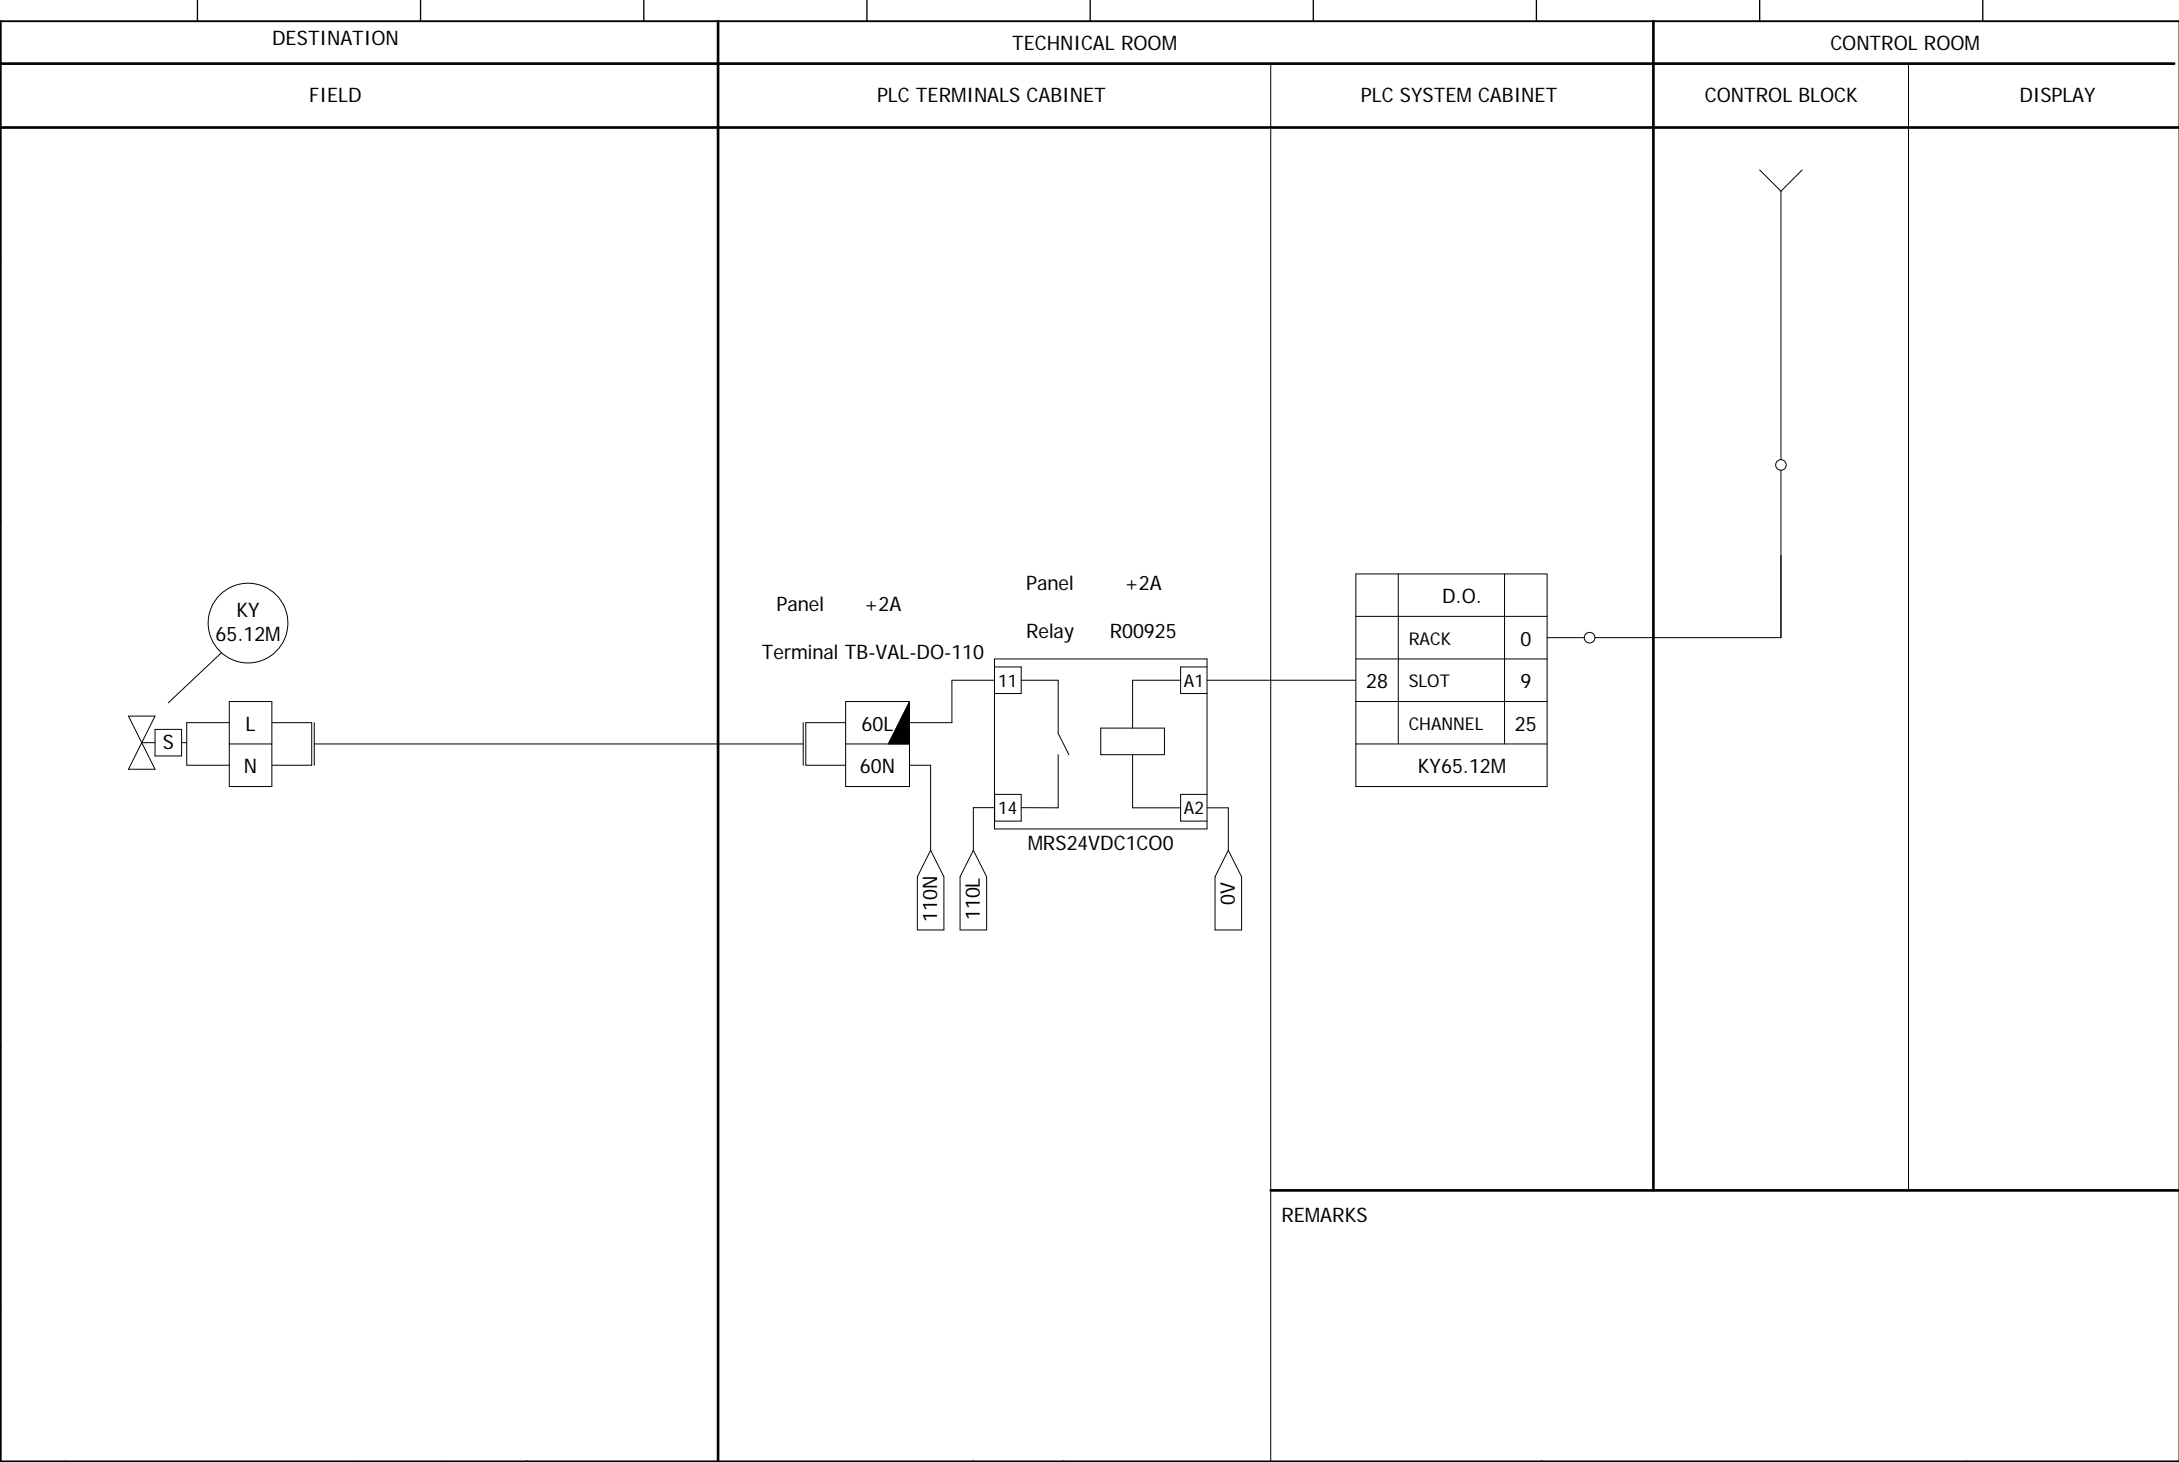 DESTINATION
TECHNICAL ROOM
CONTROL ROOM
FIELD
PLC TERMINALS CABINET
PLC SYSTEM CABINET
CONTROL BLOCK
DISPLAY
KY
65.12M
S
L
N
Panel +2A
Terminal TB-VAL-DO-110
60L
60N
110N
110L
Panel +2A
Relay R00925
11
A1
14
A2
MRS24VDC1CO0
0V
D.O.
RACK 0
28 SLOT 9
CHANNEL 25
KY65.12M
REMARKS